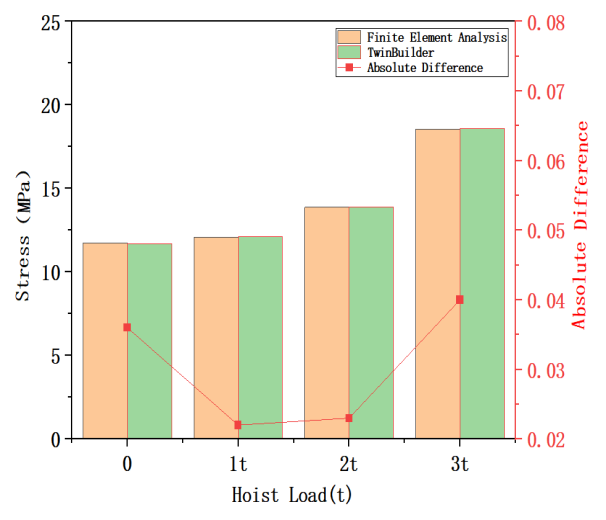 Finite Element Analysis
TwinBuilder
Absolute Difference
25
20
15
10
5
0
Stress (MPa)
0.08
0.07
0.06
0.05
0.04
0.03
0.02
Absolute Difference
0 1t 2t 3t
Hoist Load(t)